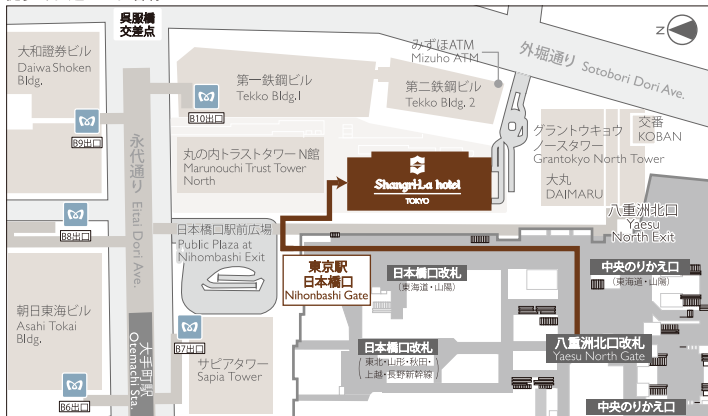 呉服橋
交差点
大和證券ビル
Daiwa Shoken
Bldg.
B9出口
B10出口
第一鉄鋼ビル
Tekko Bldg.1
みずほATM
Mizuho ATM
第二鉄鋼ビル
Tekko Bldg. 2
外堀通り Sotobori Dori Ave.
Z
永代通り Eitai Dori Ave.
丸の内トラストタワー N館
Marunouchi Trust Tower
North
Shangri-La hotel
TOKYO
グラントウキョウ
ノースタワー
Grantokyo North Tower
大丸
DAIMARU
交番
KOBAN
八重洲北口
Yaesu
North Exit
B8出口
日本橋口駅前広場
Public Plaza at
Nihombashi Exit
東京駅
日本橋口
Nihonbashi Gate
日本橋口改札
(東海道・山陽)
中央のりかえ口
(東海道・山陽)
朝日東海ビル
Asahi Tokai
Bldg.
大手町駅
Otemachi Sta.
B7出口
サピアタワー
Sapia Tower
日本橋口改札
(東北・山形・秋田・
上越・長野新幹線)
八重洲北口改札
Yaesu North Gate
B6出口
中央のりかえ口